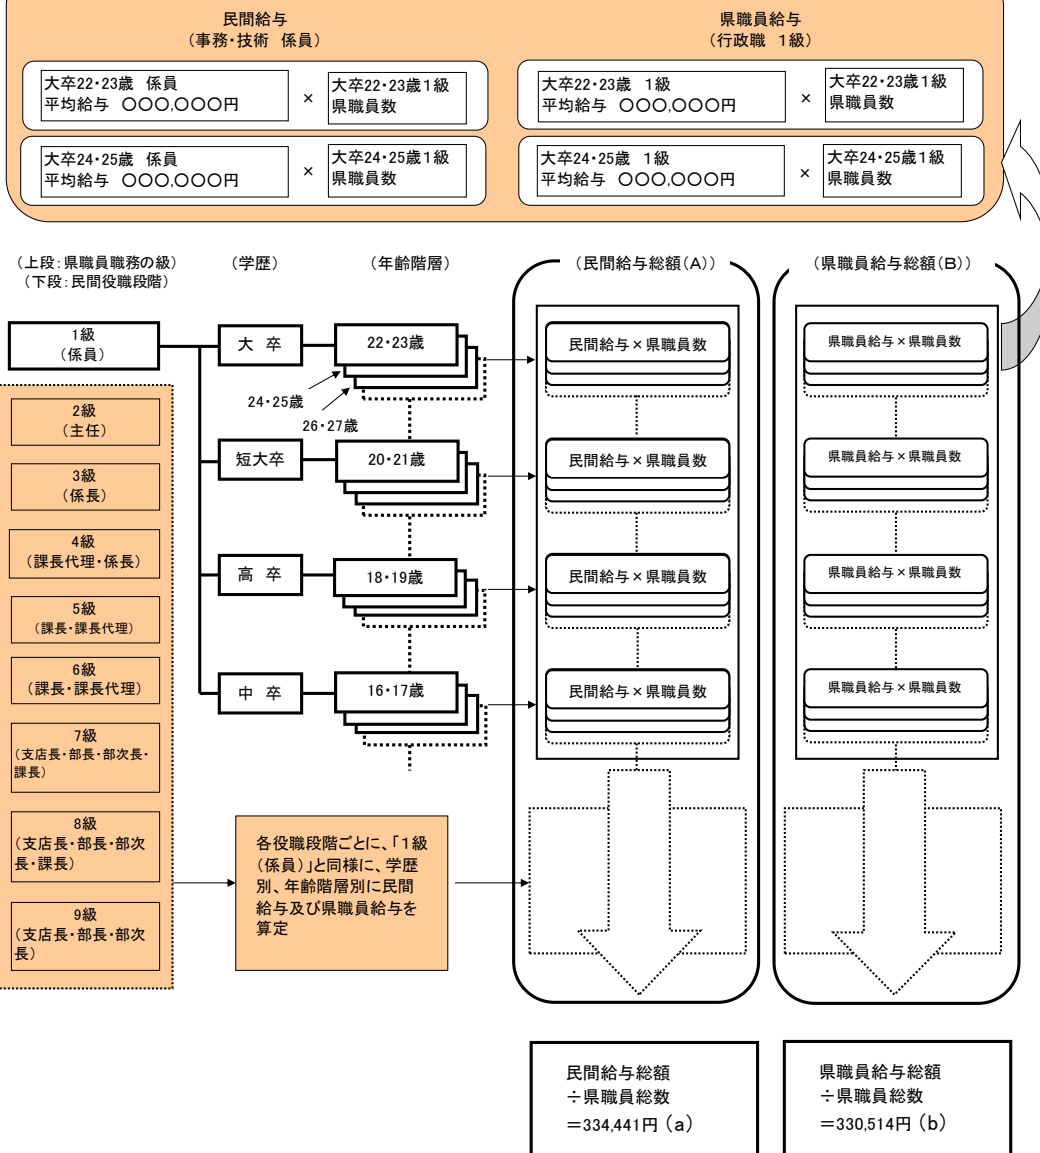 民間給与
（事務・技術　係員）
県職員給与
（行政職　１級）
大卒22・23歳　係員
平均給与　〇〇〇,〇〇〇円
×
大卒22・23歳１級
県職員数
大卒22・23歳　１級
平均給与　〇〇〇,〇〇〇円
×
大卒22・23歳１級
県職員数
大卒24・25歳　係員
平均給与　〇〇〇,〇〇〇円
×
大卒24・25歳１級
県職員数
大卒24・25歳　１級
平均給与　〇〇〇,〇〇〇円
×
大卒24・25歳１級
県職員数
（上段：県職員職務の級）
（下段：民間役職段階）
（学歴）
（年齢階層）
（民間給与総額（A））
（県職員給与総額（B））
１級
（係員）
大　卒
22・23歳
24・25歳
26・27歳
民間給与×県職員数
県職員給与×県職員数
２級
（主任）
短大卒
20・21歳
民間給与×県職員数
県職員給与×県職員数
３級
（係長）
４級
（課長代理・係長）
高　卒
18・19歳
民間給与×県職員数
県職員給与×県職員数
５級
（課長・課長代理）
６級
（課長・課長代理）
中　卒
16・17歳
民間給与×県職員数
県職員給与×県職員数
７級
（支店長・部長・部次長・
課長）
８級
（支店長・部長・部次
長・課長）
９級
（支店長・部長・部次
長）
各役職段階ごとに、「１級
（係員）」と同様に、学歴
別、年齢階層別に民間
給与及び県職員給与を
算定
民間給与総額
÷県職員総数
＝334,441円（a）
県職員給与総額
÷県職員総数
＝330,514円（b）